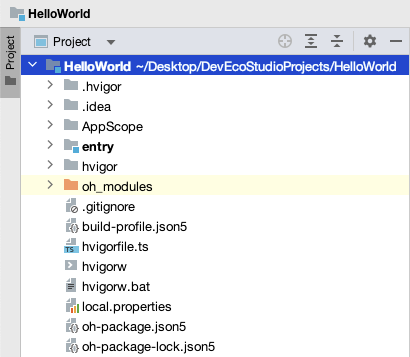 HelloWorld
Project
Project
HelloWorld ~/Desktop/DevEcoStudioProjects/HelloWorld
.hvigor
.idea
AppScope
entry
hvigor
oh_modules
.gitignore
build-profile.json5
hvigorfile.ts
hvigorw
hvigorw.bat
local.properties
oh-package.json5
oh-package-lock.json5